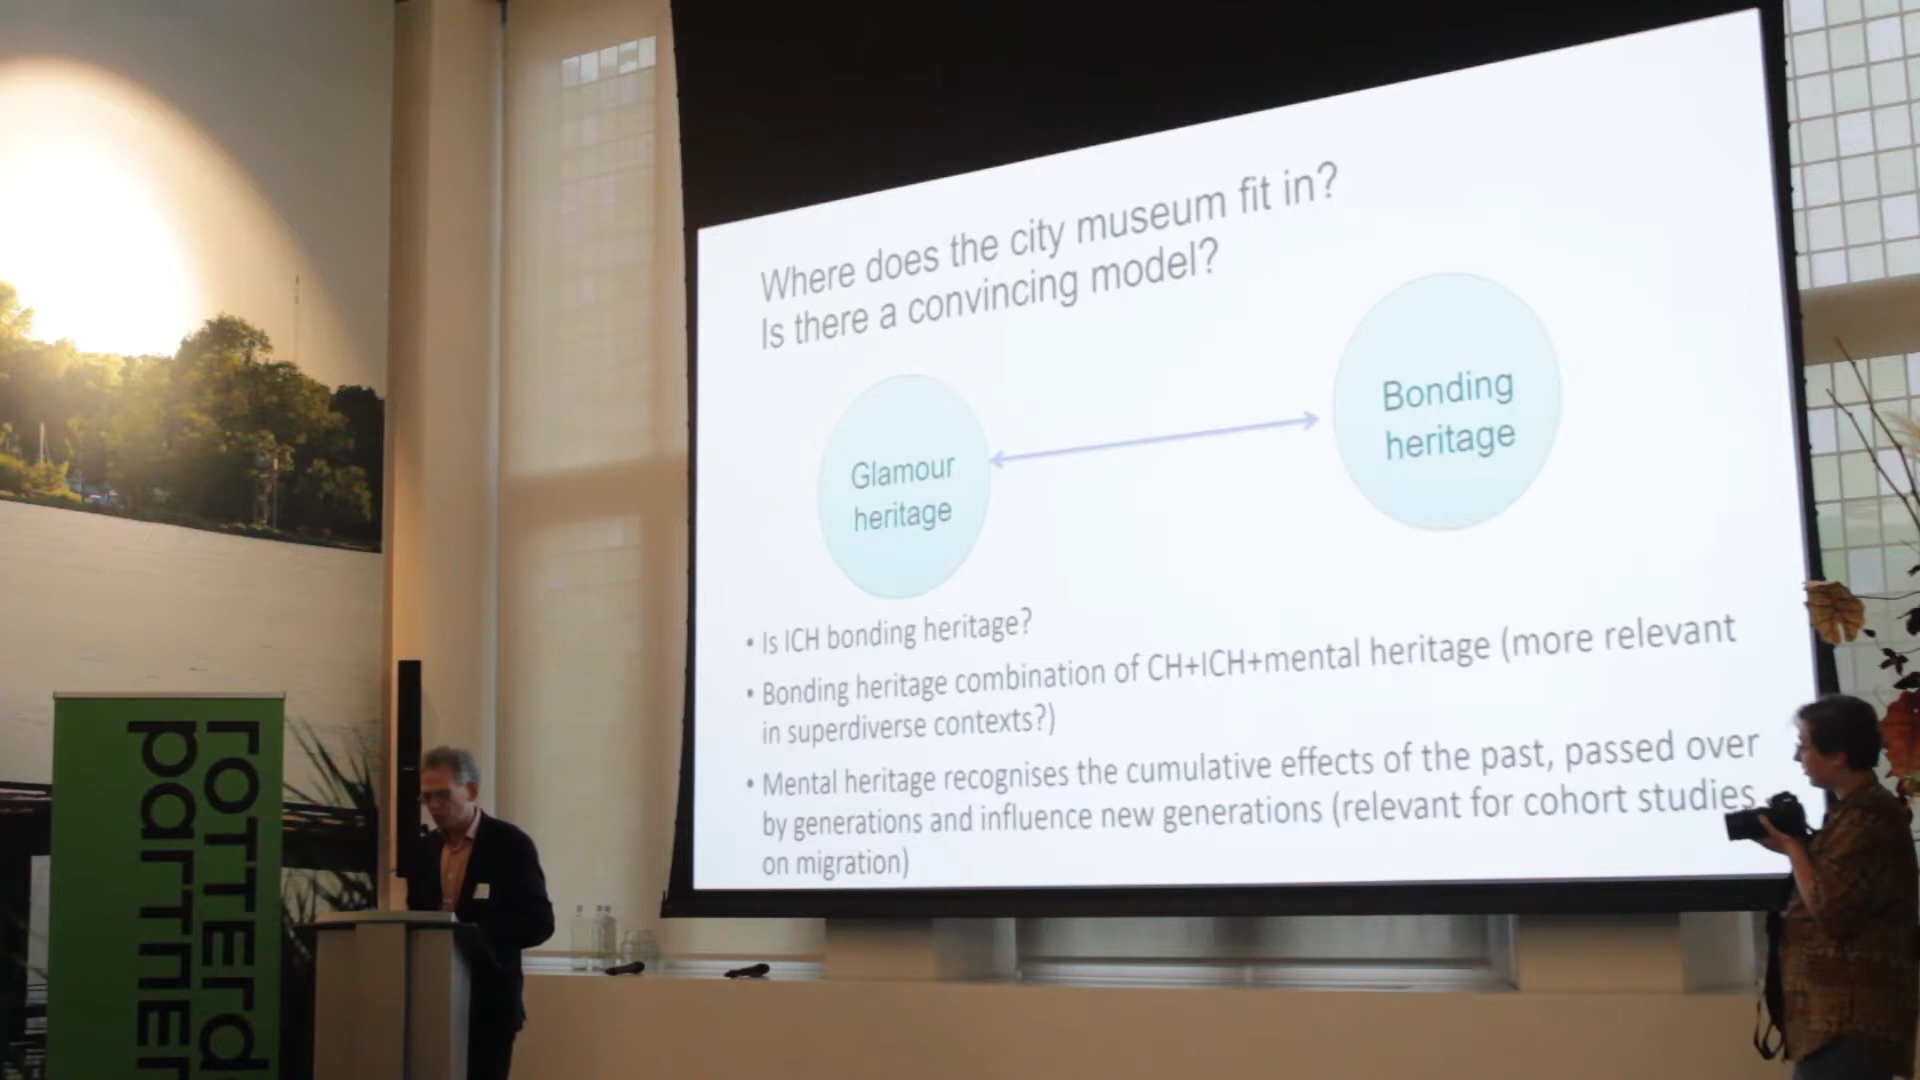 Where does the city museum fit in?
Is there a convincing model?
Glamour
heritage
Bonding
heritage
• Is ICH bonding heritage?
• Bonding heritage combination of CH+ICH+mental heritage (more relevant
in superdiverse contexts?)
• Mental heritage recognises the cumulative effects of the past, passed over
by generations and influence new generations (relevant for cohort studies
on migration)
rotterd
partner